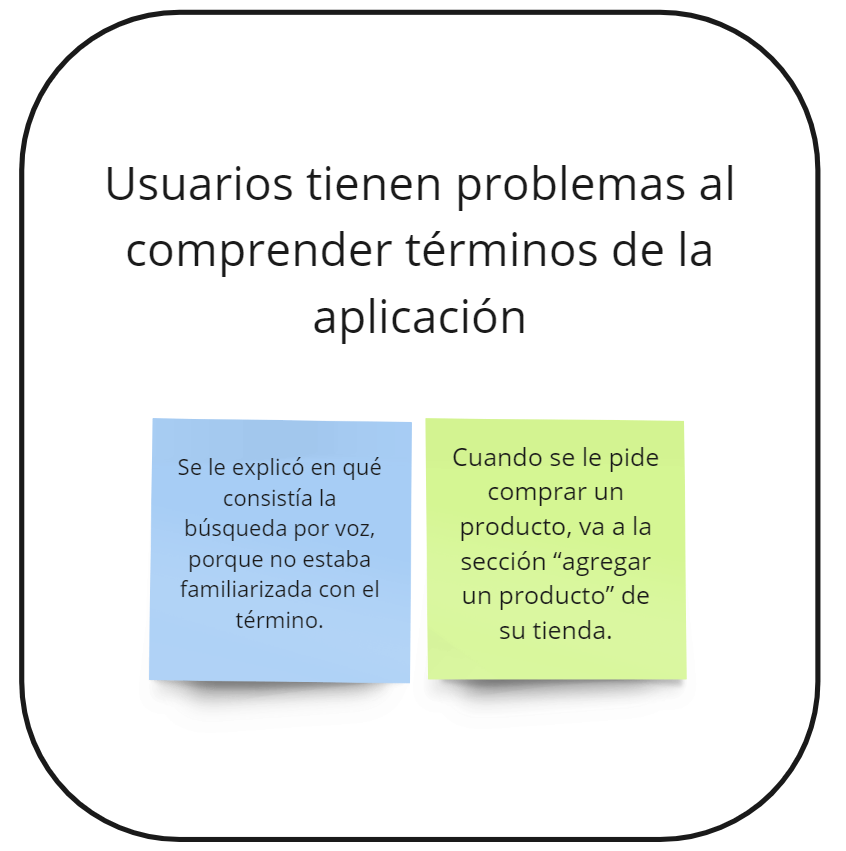 Usuarios tienen problemas al
comprender términos de la
aplicación
Se le explicó en qué
consistía la
búsqueda por voz,
porque no estaba
familiarizada con el
término.
Cuando se le pide
comprar un
producto, va a la
sección “agregar
un producto” de
su tienda.